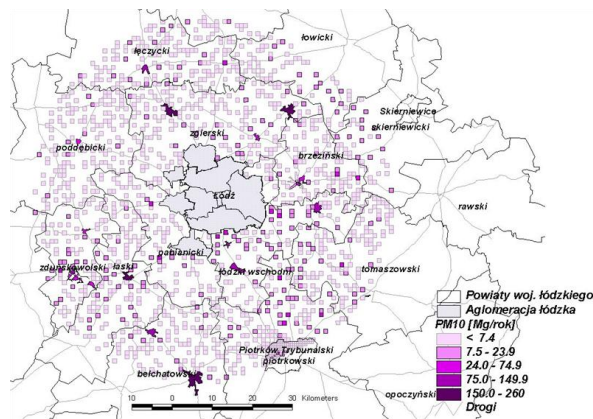 łęczycki
łowicki
Skierniewice
skierniewicki
zgierski
poddębicki
brzeziński
Łódź
rawski
pabianicki
zduńskowolski
łaski
łódzki wschodni
tomaszowski
Powiaty woj. łódzkiego
Aglomeracja łódzka
PM10 [Mg/rok]
< 7.4
7.5 - 23.9
24.0 - 74.9
75.0 - 149.9
150.0 - 260
Drogi
Piotrków Trybunalski
piotrkowski
bełchatowski
opoczyński
10 0 10 20 30 Kilometers